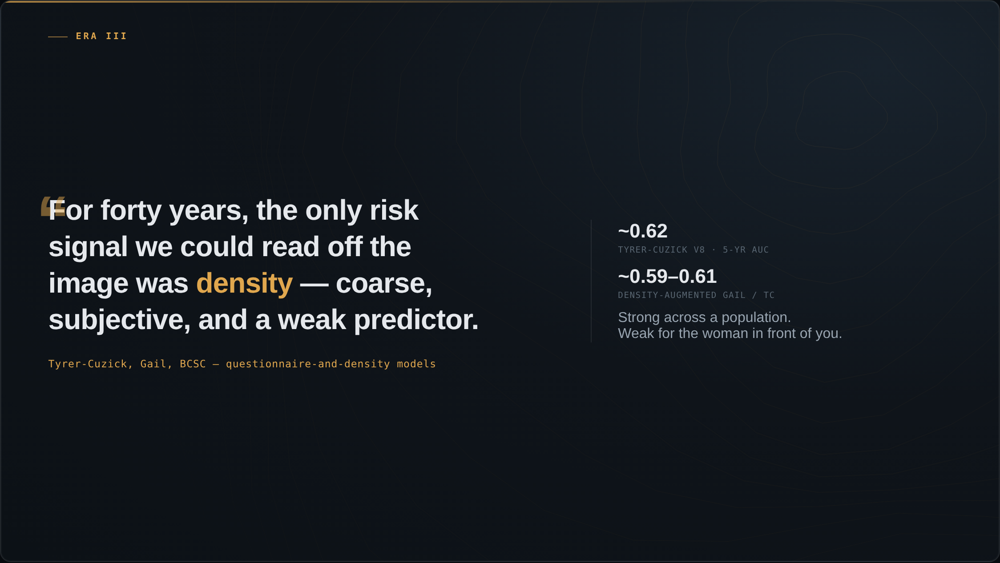 ERA III
“For forty years, the only risk
signal we could read off the
image was density — coarse,
subjective, and a weak predictor.
Tyrer-Cuzick, Gail, BCSC — questionnaire-and-density models
~0.62
TYRER-CUZICK V8 · 5-YR AUC
~0.59–0.61
DENSITY-AUGMENTED GAIL / TC
Strong across a population.
Weak for the woman in front of you.